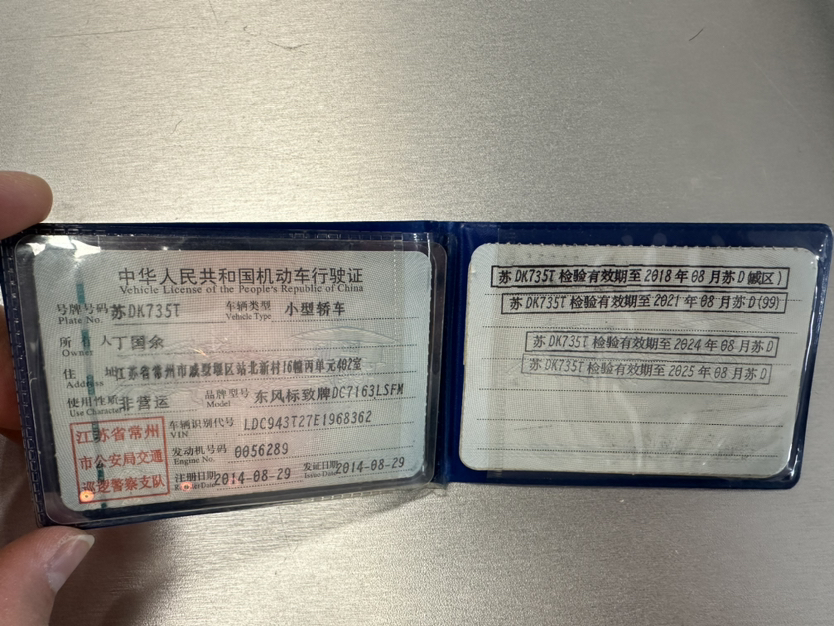 中华人民共和国机动车行驶证
Vehicle License of the People's Republic of China
号牌号码 苏DK735T 车辆类型 小型轿车
Plate No. Vehicle Type
所有人 丁国余
Owner
住址 江苏省常州市戚墅堰区站北新村16幢丙单元402室
Address
使用性质 非营运 品牌型号 东风标致牌DC7163LSFM
Use Character Model
江苏省常州
市公安局交通
巡逻警察支队
车辆识别代号 LDC943T27E1968362
VIN
发动机号码 0056289
Engine No.
注册日期 2014-08-29 发证日期 2014-08-29
Register Date Issue Date
苏DK735T检验有效期至2018年08月苏D(戚区)
苏DK735T检验有效期至2021年08月苏D(99)
苏DK735T检验有效期至2024年08月苏D
苏DK735T检验有效期至2025年08月苏D